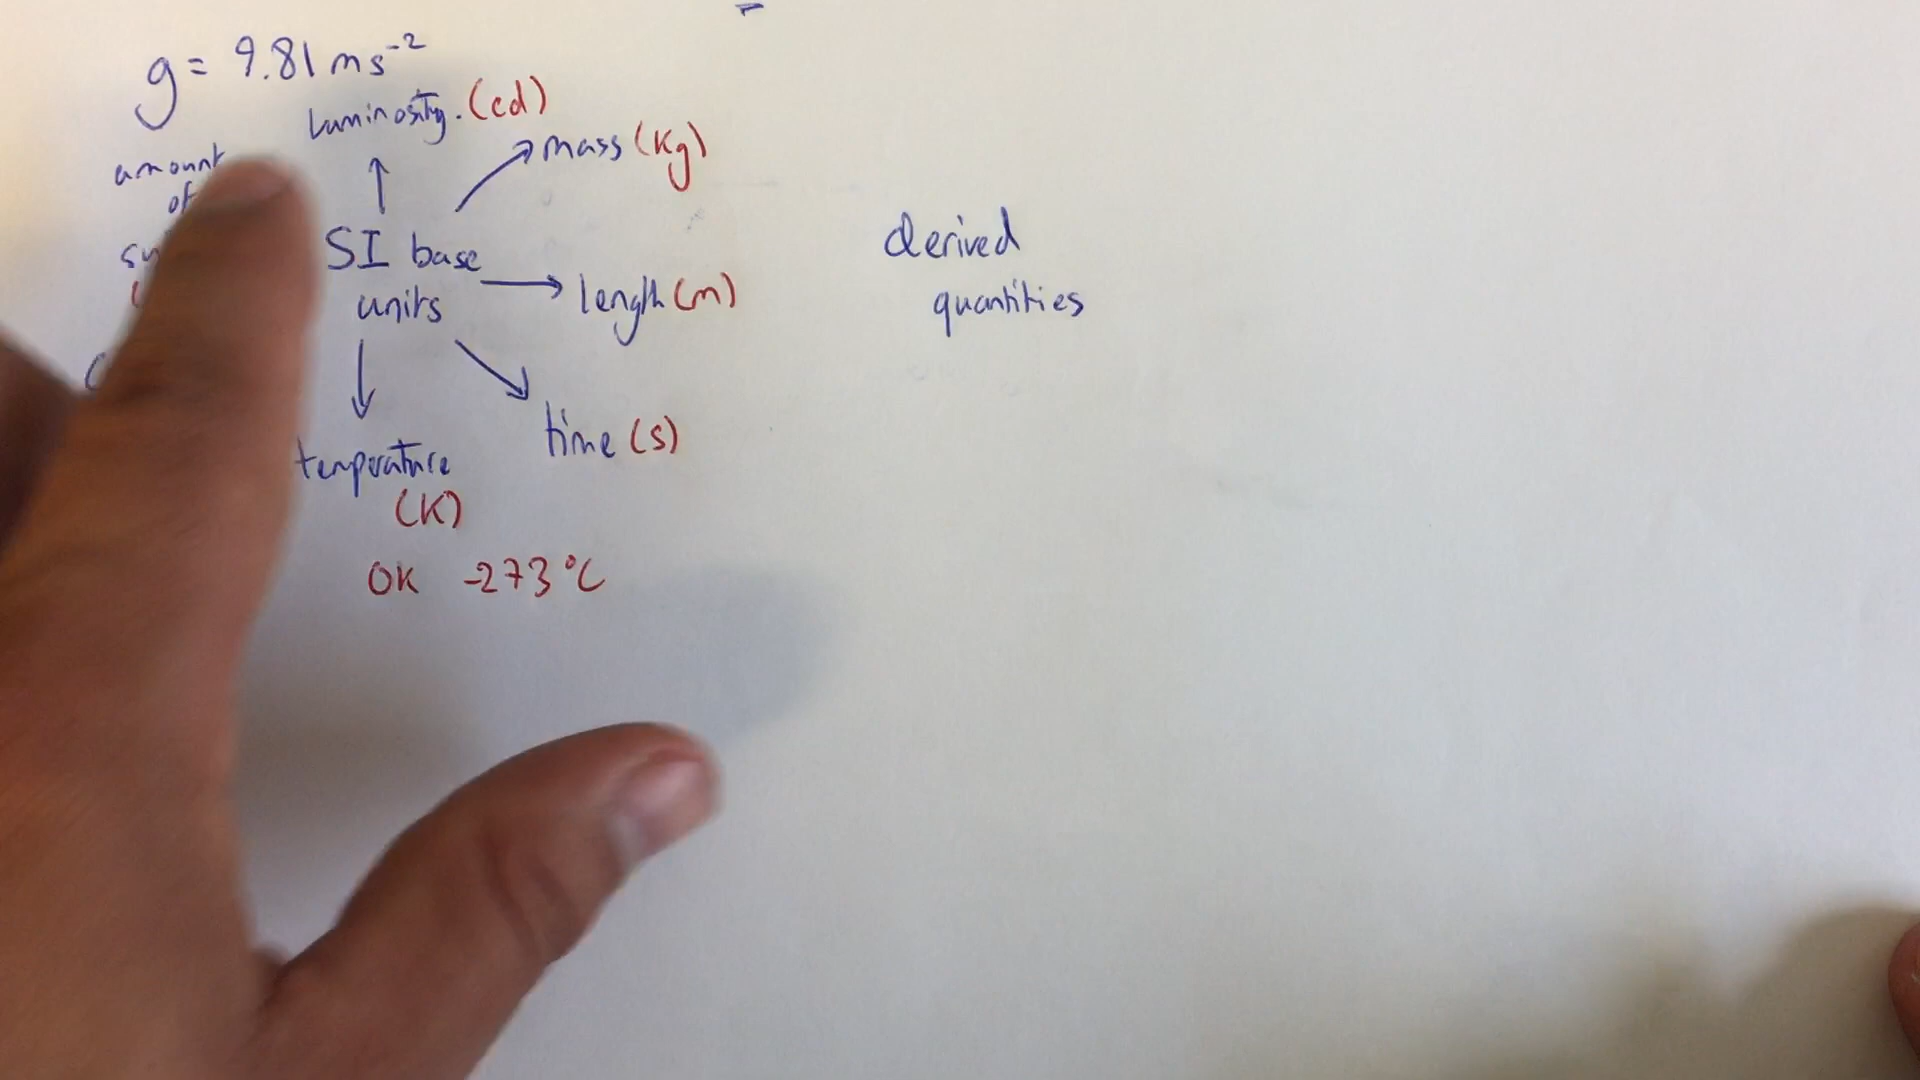 g = 9.81 ms⁻²
luminosity. (cd)
mass (Kg)
amount
of
SI base
units
length (m)
derived
quantities
time (s)
temperature
(K)
0K -273°C